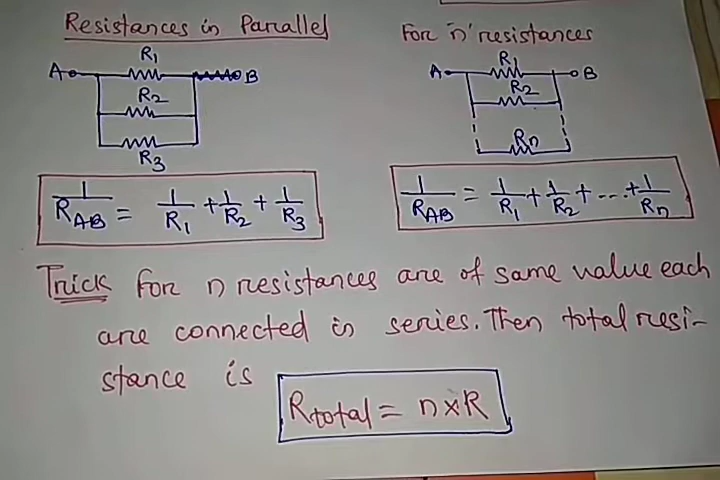 Resistances in Parallel
R1
A B
R2
R3
1/RAB = 1/R1 + 1/R2 + 1/R3
For 'n' resistances
R1
A B
R2
Rn
1/RAB = 1/R1 + 1/R2 + ... + 1/Rn
Trick For n resistances are of same value each
are connected in series. Then total resi-
stance is
Rtotal = n×R